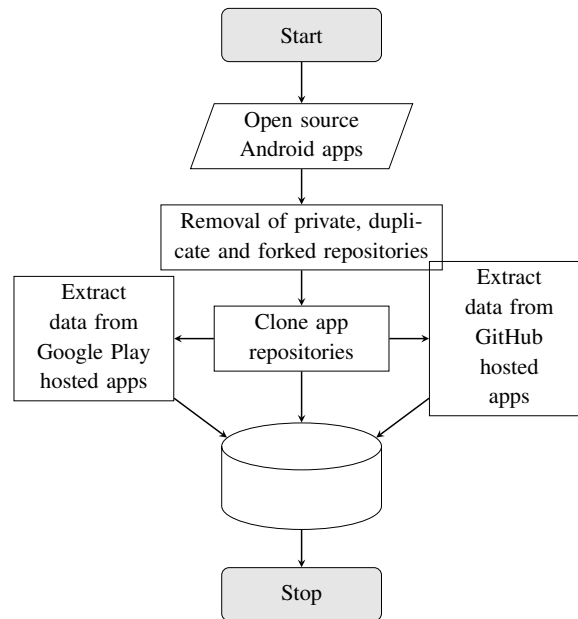 Start
Open source
Android apps
Removal of private, dupli-
cate and forked repositories
Extract
data from
Google Play
hosted apps
Clone app
repositories
Extract
data from
GitHub
hosted
apps
Stop